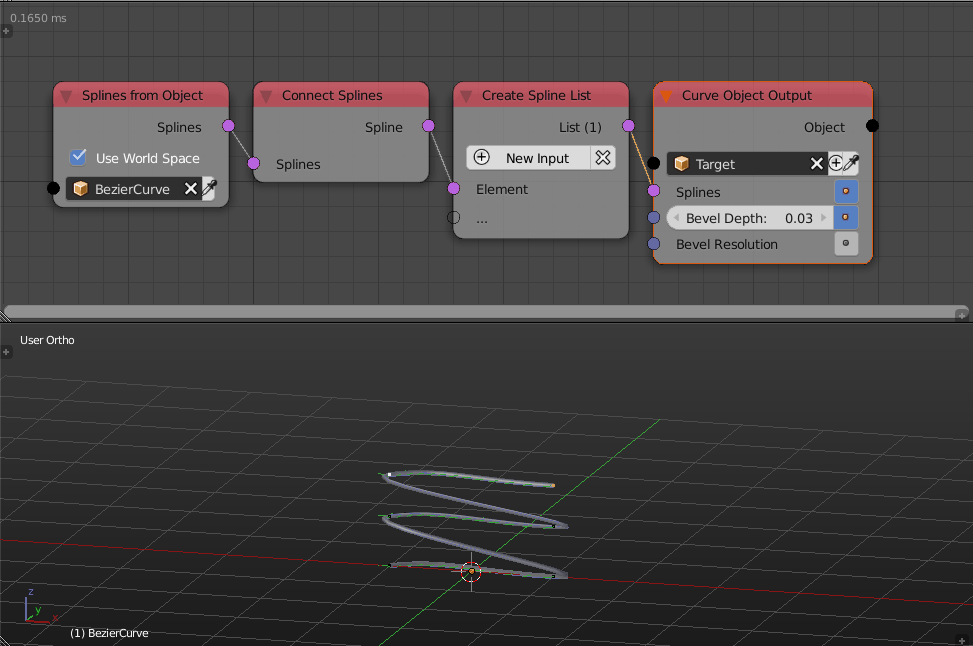 0.1650 ms
Splines from Object
Splines
Use World Space
BezierCurve
Connect Splines
Spline
Splines
Create Spline List
List (1)
New Input
Element
...
Curve Object Output
Object
Target
Splines
Bevel Depth: 0.03
Bevel Resolution
User Ortho
z
y
x
(1) BezierCurve